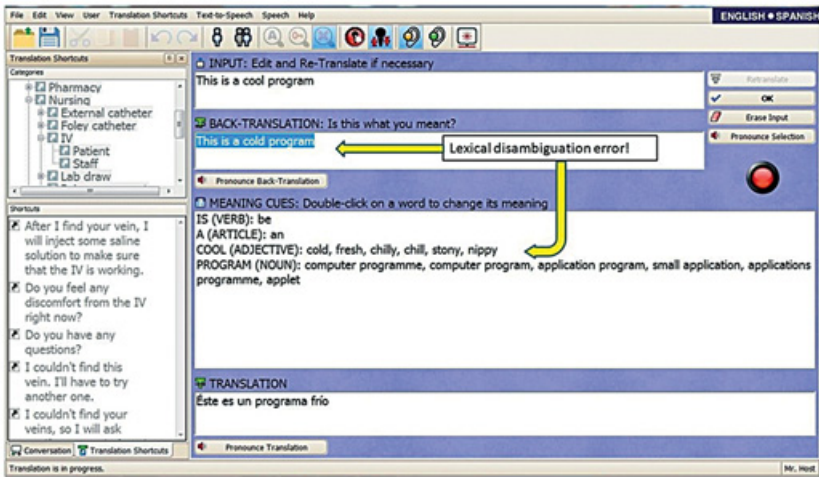 File Edit View User Translation Shortcuts Text-to-Speech Speech Help
ENGLISH • SPANISH
Translation Shortcuts
Categories
Pharmacy
Nursing
External catheter
Foley catheter
IV
Patient
Staff
Lab draw
Shortcuts
After I find your vein, I
will inject some saline
solution to make sure
that the IV is working.
Do you feel any
discomfort from the IV
right now?
Do you have any
questions?
I couldn't find this
vein. I'll have to try
another one.
I couldn't find your
veins, so I will ask
Conversation Translation Shortcuts
INPUT: Edit and Re-Translate if necessary
This is a cool program
Retranslate
OK
Erase Input
Pronounce Selection
BACK-TRANSLATION: Is this what you meant?
This is a cold program
Lexical disambiguation error!
Pronounce Back-Translation
MEANING CUES: Double-click on a word to change its meaning
IS (VERB): be
A (ARTICLE): an
COOL (ADJECTIVE): cold, fresh, chilly, chill, stony, nippy
PROGRAM (NOUN): computer programme, computer program, application program, small application, applications
programme, applet
TRANSLATION
Éste es un programa frío
Pronounce Translation
Translation is in progress.
Mr. Host